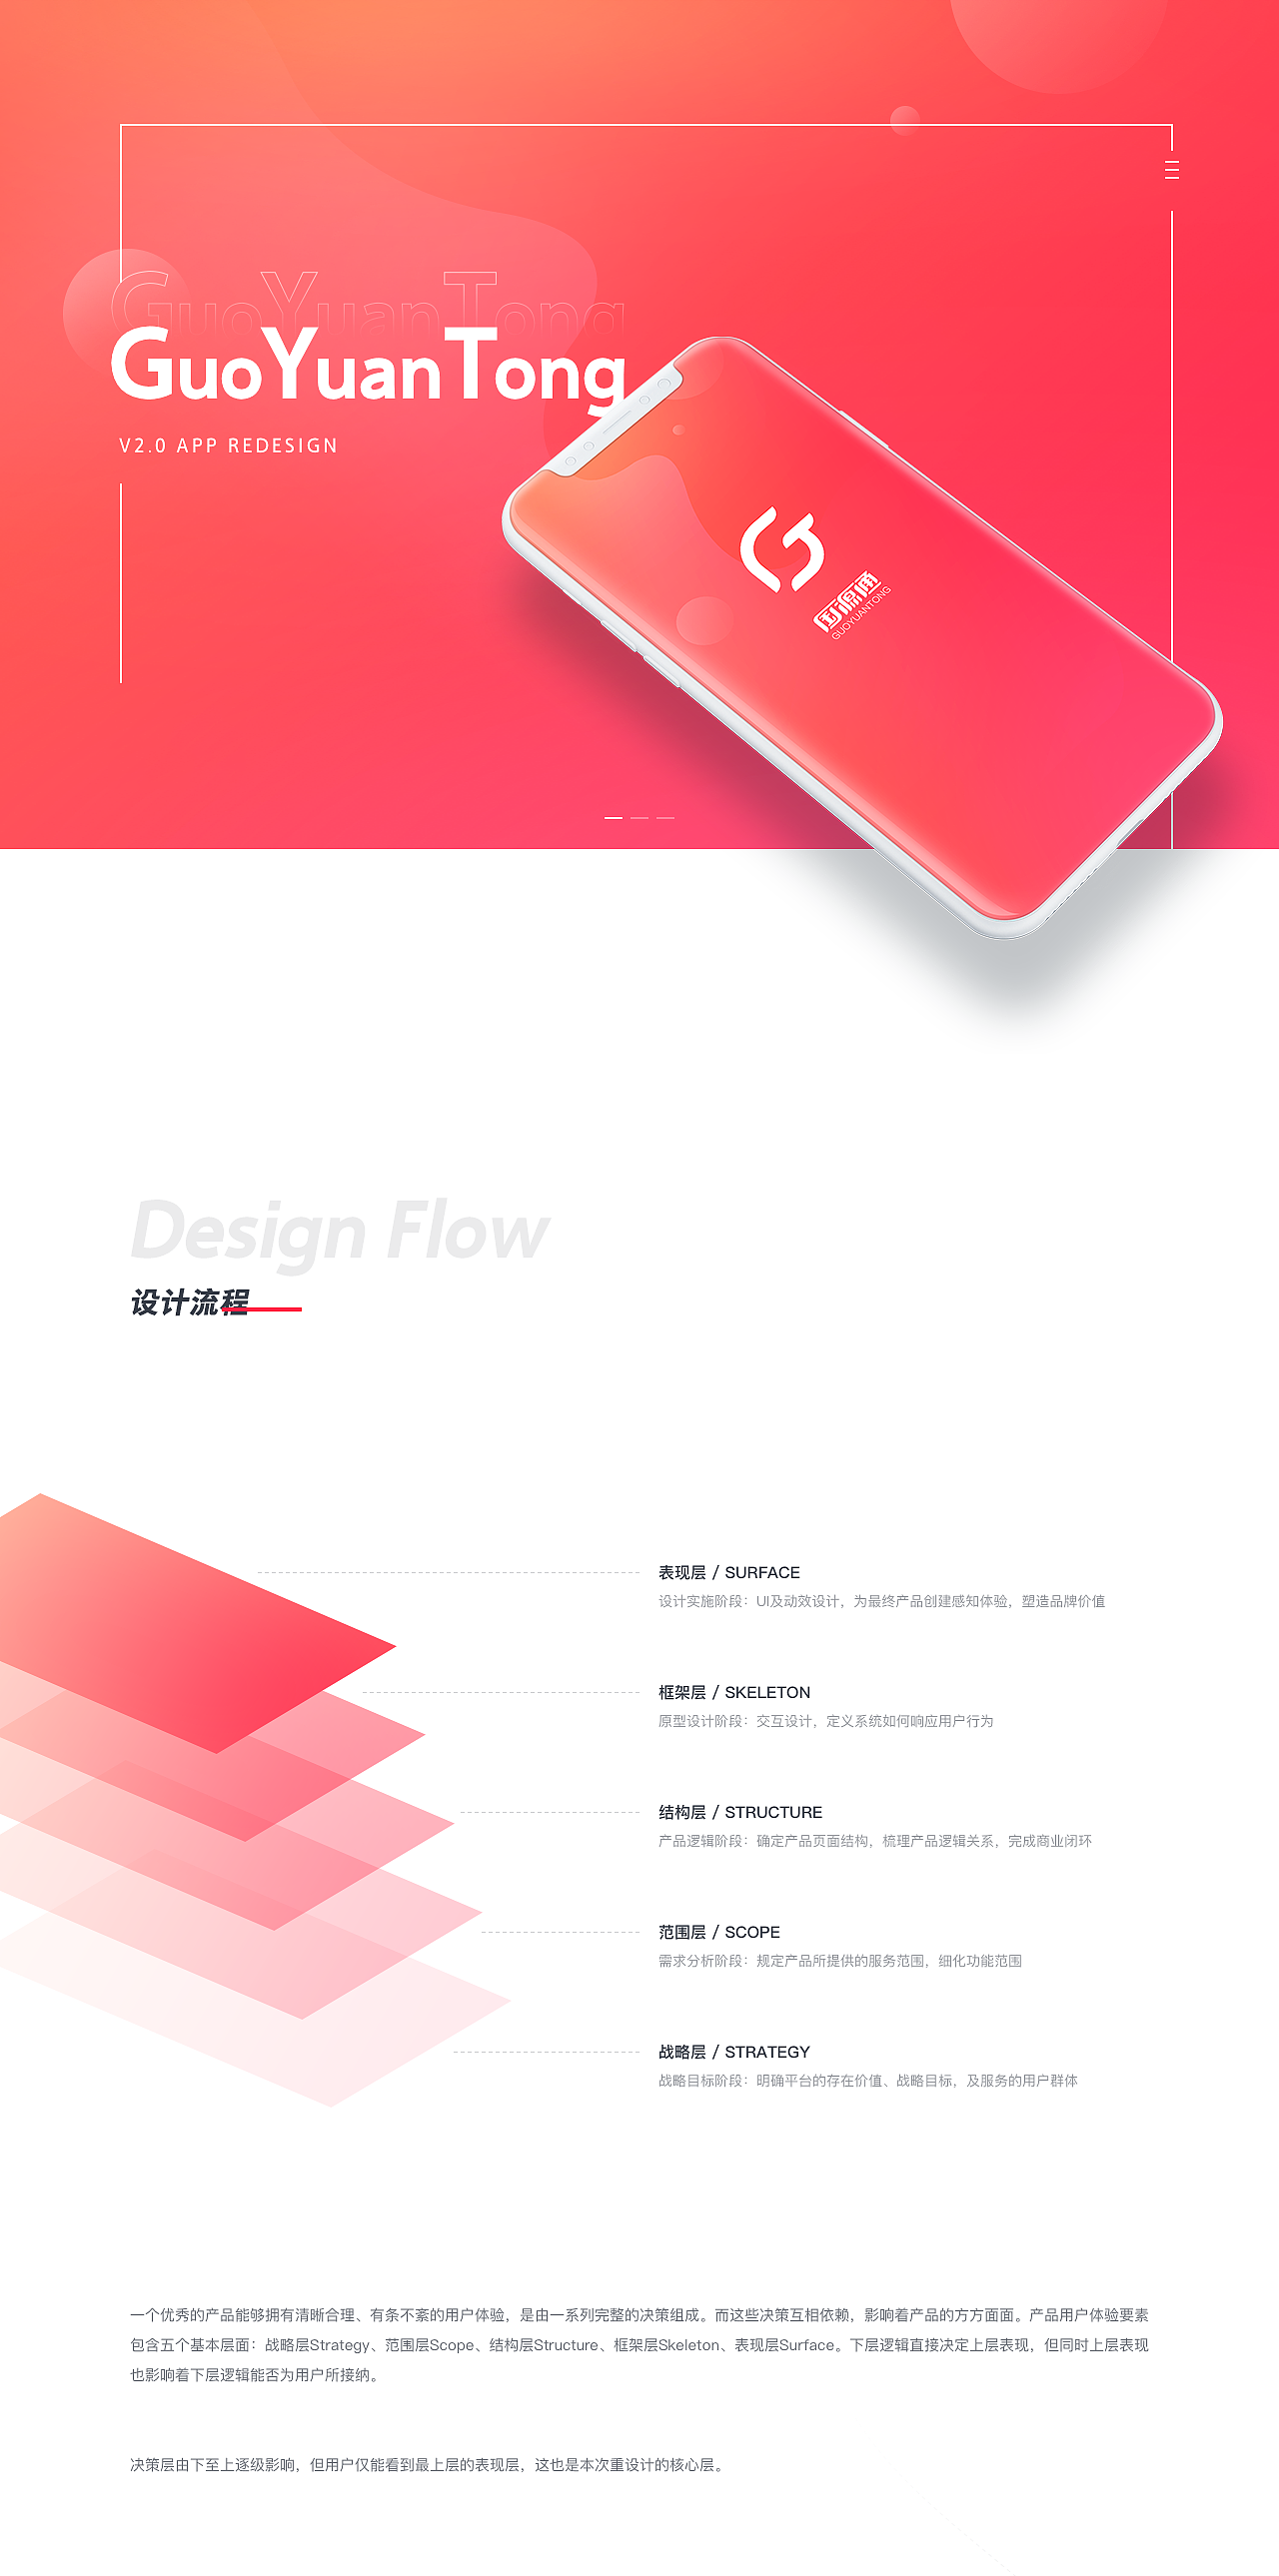 GuoYuanTong
GuoYuanTong
V2.0 APP REDESIGN
国源通
GUOYUANTONG
Design Flow
设计流程
表现层 / SURFACE
设计实施阶段：UI及动效设计，为最终产品创建感知体验，塑造品牌价值
框架层 / SKELETON
原型设计阶段：交互设计，定义系统如何响应用户行为
结构层 / STRUCTURE
产品逻辑阶段：确定产品页面结构，梳理产品逻辑关系，完成商业闭环
范围层 / SCOPE
需求分析阶段：规定产品所提供的服务范围，细化功能范围
战略层 / STRATEGY
战略目标阶段：明确平台的存在价值、战略目标，及服务的用户群体
一个优秀的产品能够拥有清晰合理、有条不紊的用户体验，是由一系列完整的决策组成。而这些决策互相依赖，影响着产品的方方面面。产品用户体验要素
包含五个基本层面：战略层Strategy、范围层Scope、结构层Structure、框架层Skeleton、表现层Surface。下层逻辑直接决定上层表现，但同时上层表现
也影响着下层逻辑能否为用户所接纳。
决策层由下至上逐级影响，但用户仅能看到最上层的表现层，这也是本次重设计的核心层。